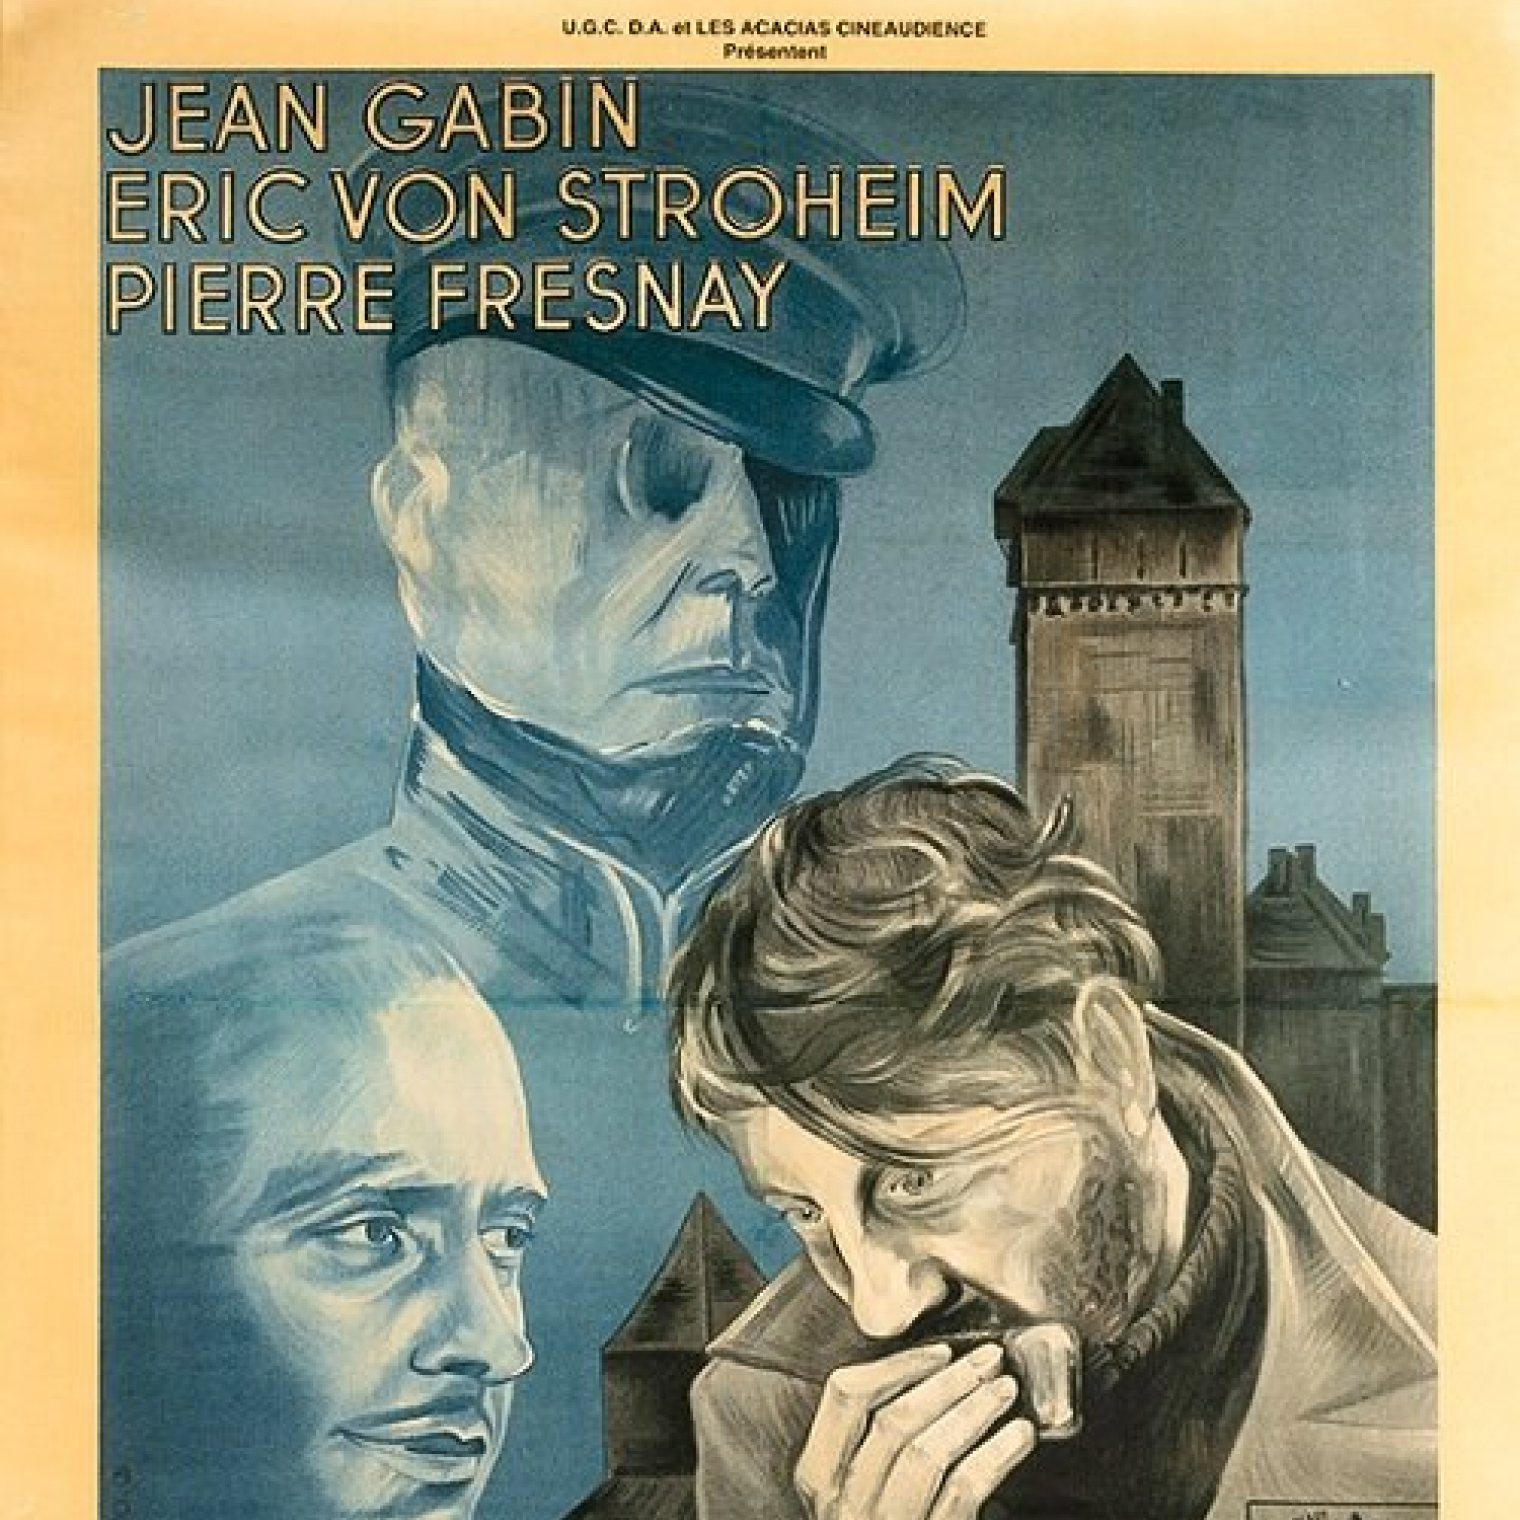 U.G.C. D.A. et LES ACACIAS CINEAUDIENCE
Présentent
JEAN GABIN
ERIC VON STROHEIM
PIERRE FRESNAY